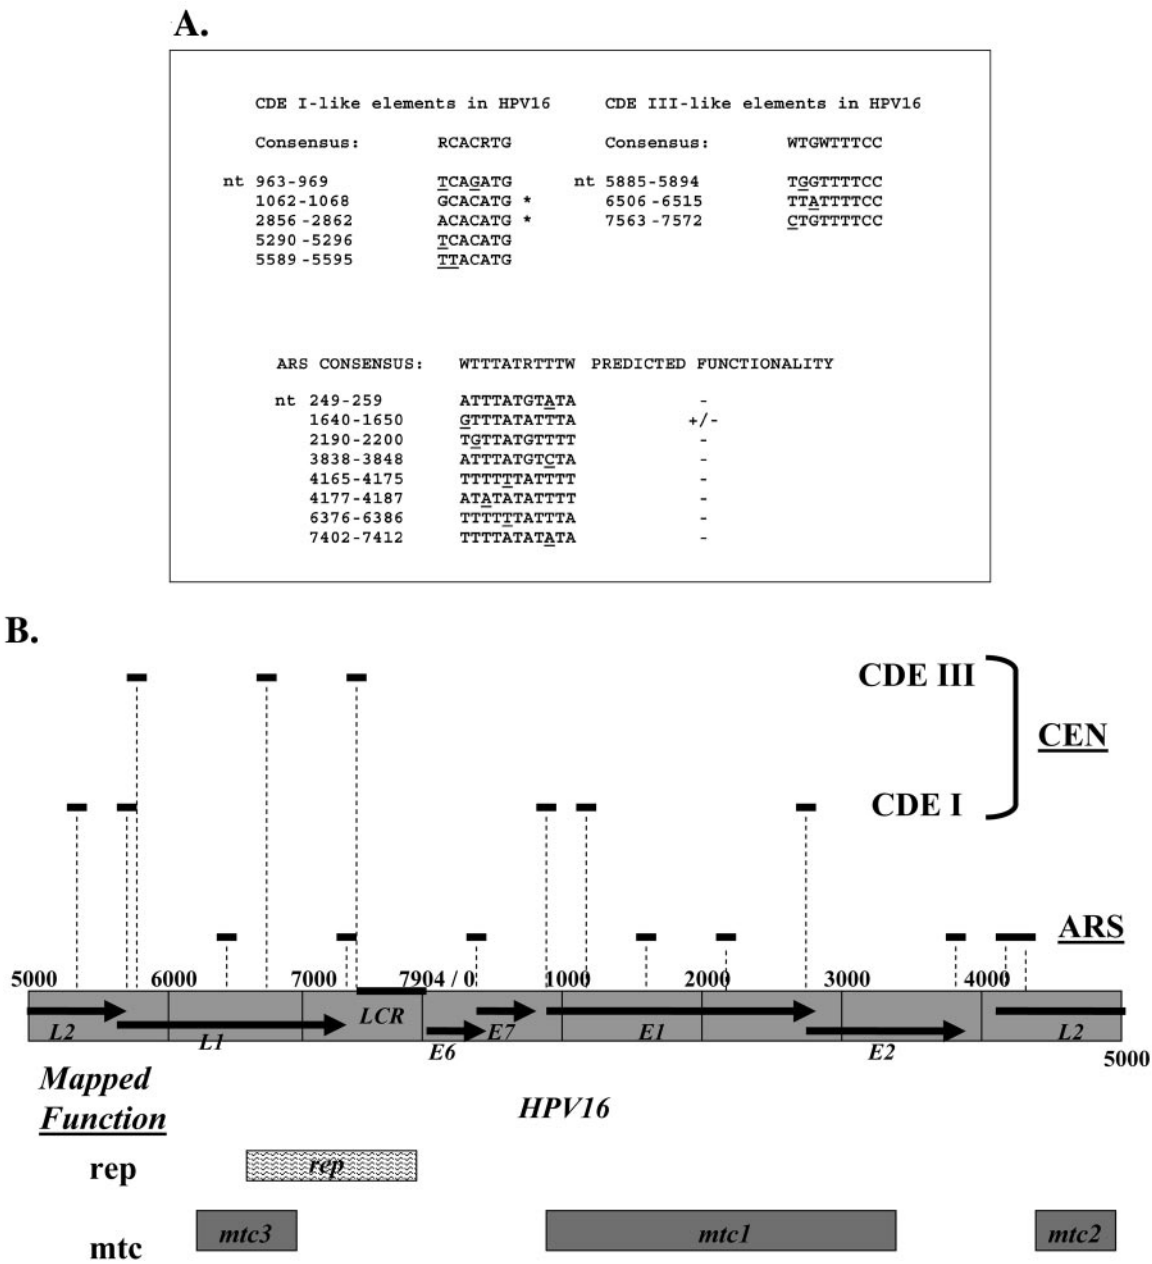 A.
CDE I-like elements in HPV16 CDE III-like elements in HPV16
Consensus: RCACRTG Consensus: WTGWTTTCC
nt 963-969 TCAGATG nt 5885-5894 TGGTTTTCC
1062-1068 GCACATG * 6506-6515 TTATTTTCC
2856-2862 ACACATG * 7563-7572 CTGTTTTCC
5290-5296 TCACATG
5589-5595 TTACATG
ARS CONSENSUS: WTTTATRTTTW PREDICTED FUNCTIONALITY
nt 249-259 ATTTATGTATA -
1640-1650 GTTTATATTTA +/-
2190-2200 TGTTATGTTTT -
3838-3848 ATTTATGTCTA -
4165-4175 TTTTTTATTTT -
4177-4187 ATATATATTTT -
6376-6386 TTTTTTATTTA -
7402-7412 TTTTATATATA -
B.
CDE III
CEN
CDE I
ARS
5000 6000 7000 7904 / 0 1000 2000 3000 4000
L2 L1 LCR E6 E7 E1 E2 L2
5000
Mapped
Function
HPV16
rep rep
mtc mtc3 mtc1 mtc2